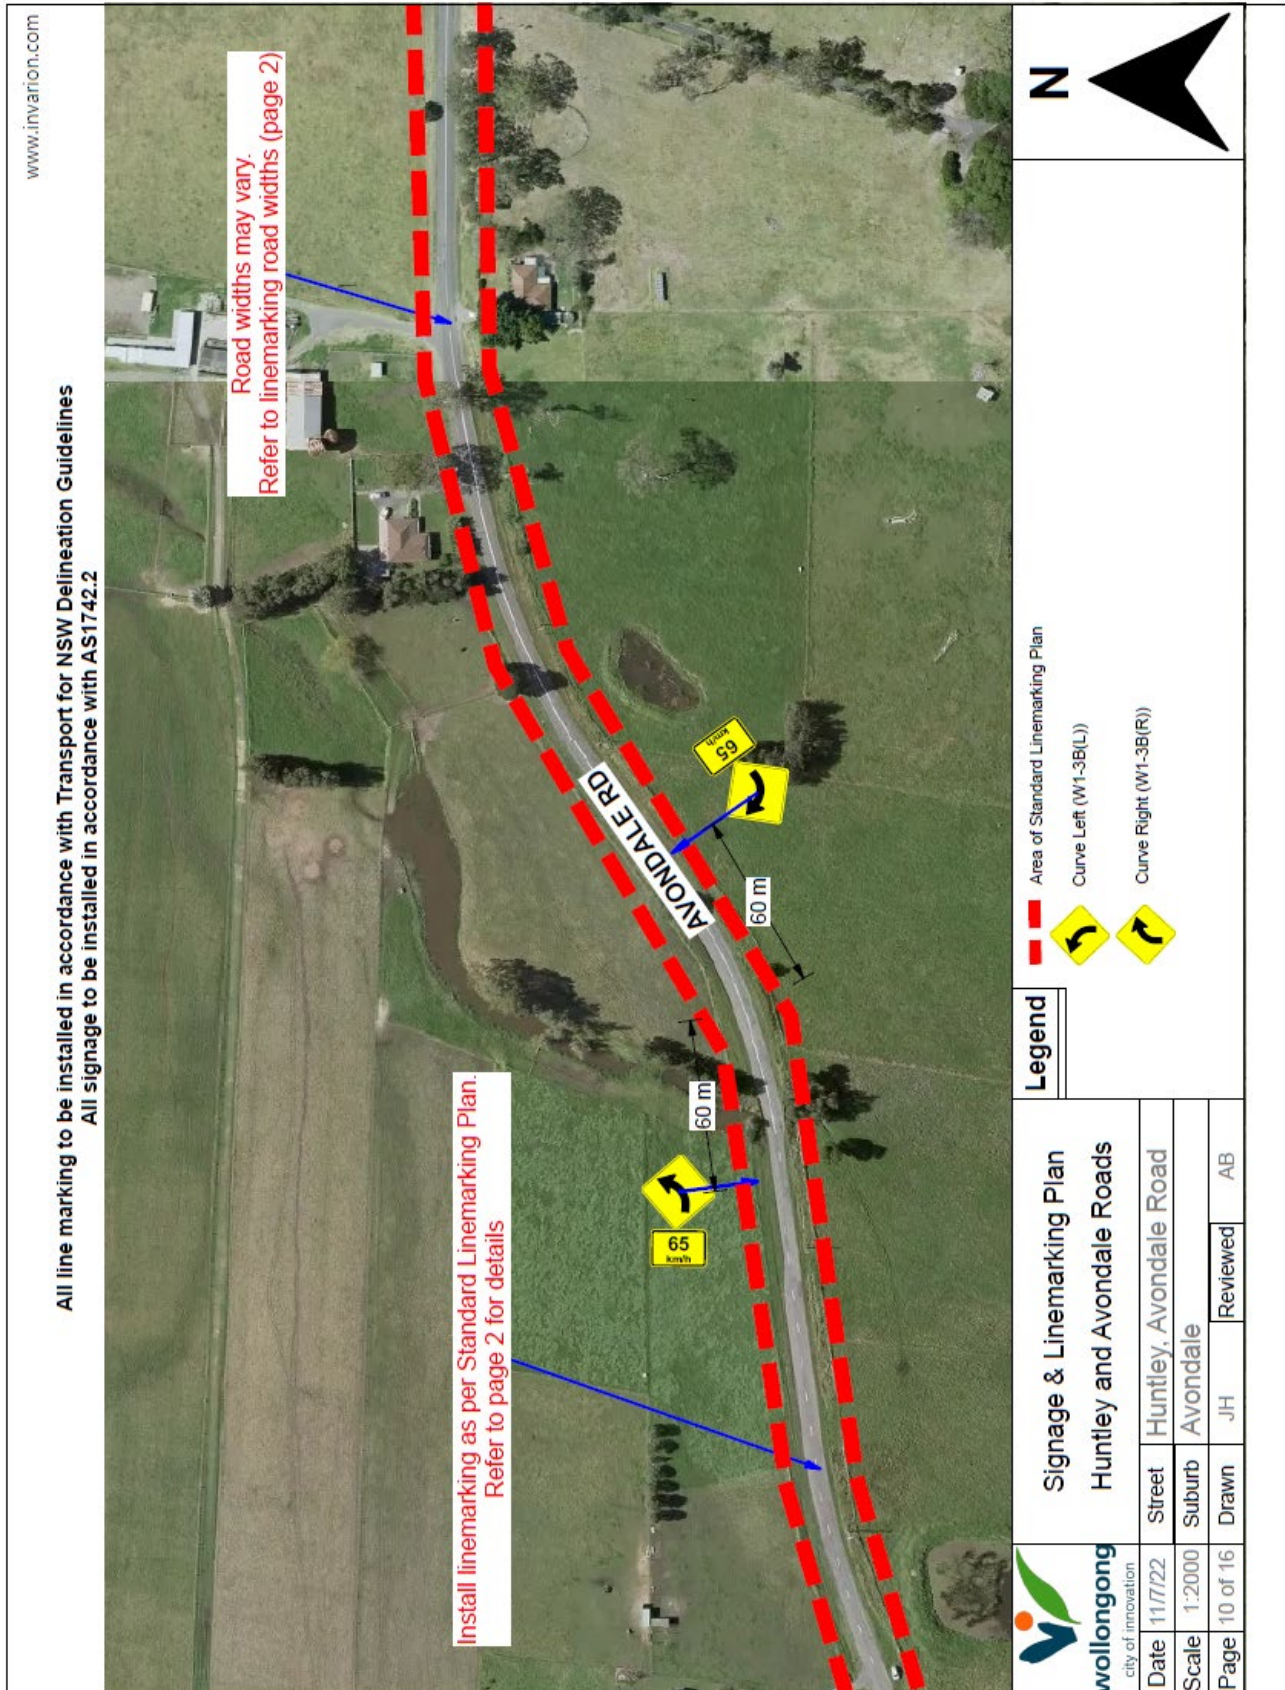 www.invarion.com
All line marking to be installed in accordance with Transport for NSW Delineation Guidelines
All signage to be installed in accordance with AS1742.2
Road widths may vary.
Refer to linemarking road widths (page 2)
Install linemarking as per Standard Linemarking Plan.
Refer to page 2 for details
65
km/h
60 m
AVONDALE RD
60 m
65
km/h
wollongong
city of innovation
Signage & Linemarking Plan
Huntley and Avondale Roads
Date 11/7/22 Street Huntley, Avondale Road
Scale 1:2000 Suburb Avondale
Page 10 of 16 Drawn JH Reviewed AB
Legend
Area of Standard Linemarking Plan
Curve Left (W1-3B(L))
Curve Right (W1-3B(R))
N